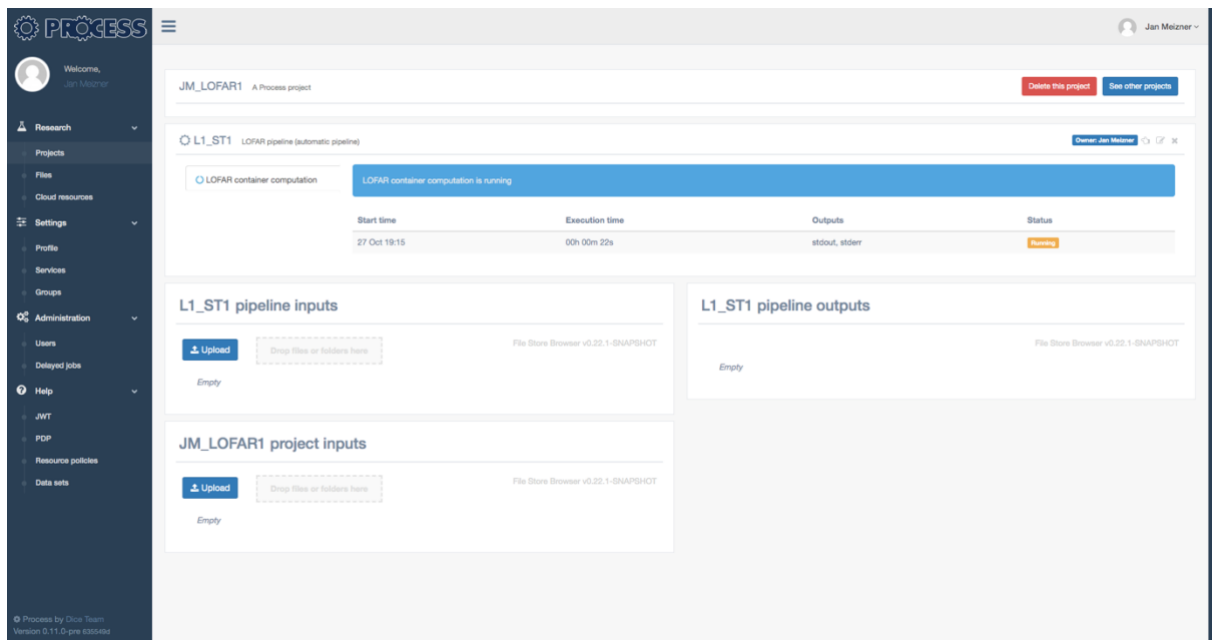 PROCESS
Jan Meizner
Welcome,
Jan Meizner
JM_LOFAR1 A Process project
Delete this project
See other projects
Research
Projects
Files
Cloud resources
Settings
Profile
Services
Groups
Administration
Users
Delayed jobs
Help
JWT
PDP
Resource policies
Data sets
L1_ST1 LOFAR pipeline (automatic pipeline)
Owner: Jan Meizner
LOFAR container computation
LOFAR container computation is running
Start time Execution time Outputs Status
27 Oct 19:15 00h 00m 22s stdout, stderr Running
L1_ST1 pipeline inputs
Upload
Drop files or folders here
File Store Browser v0.22.1-SNAPSHOT
Empty
L1_ST1 pipeline outputs
File Store Browser v0.22.1-SNAPSHOT
Empty
JM_LOFAR1 project inputs
Upload
Drop files or folders here
File Store Browser v0.22.1-SNAPSHOT
Empty
Process by Dice Team
Version 0.11.0-pre